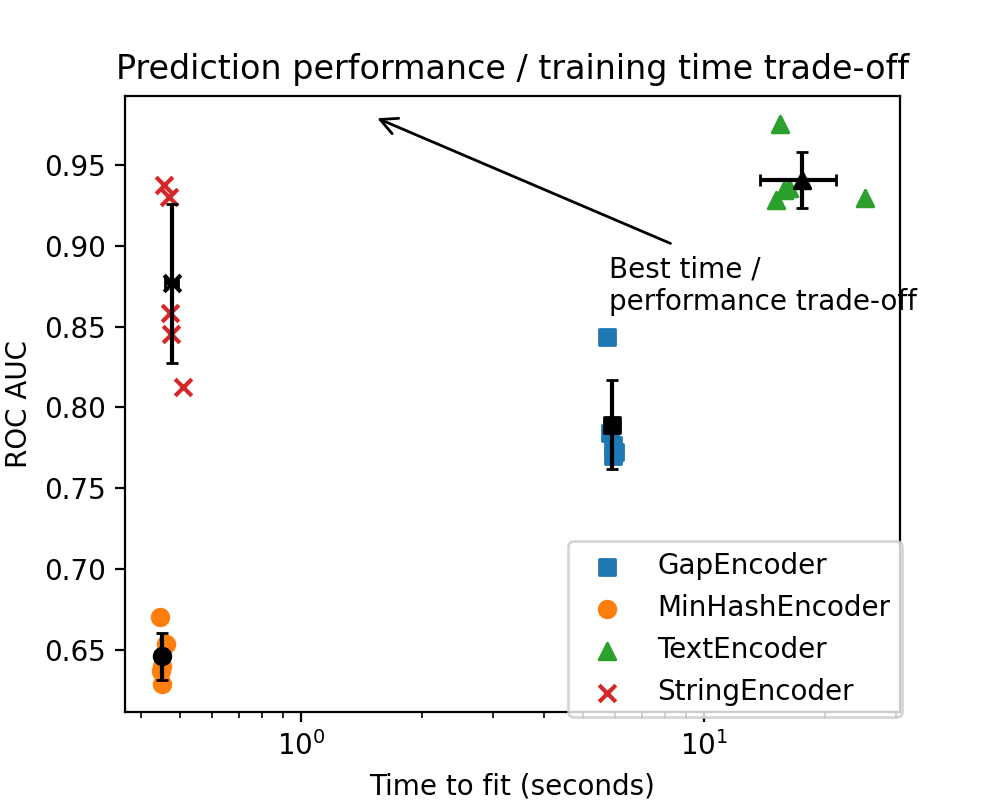 Prediction performance / training time trade-off
ROC AUC
0.95
0.90
0.85
0.80
0.75
0.70
0.65
Best time /
performance trade-off
GapEncoder
MinHashEncoder
TextEncoder
StringEncoder
10⁰
10¹
Time to fit (seconds)